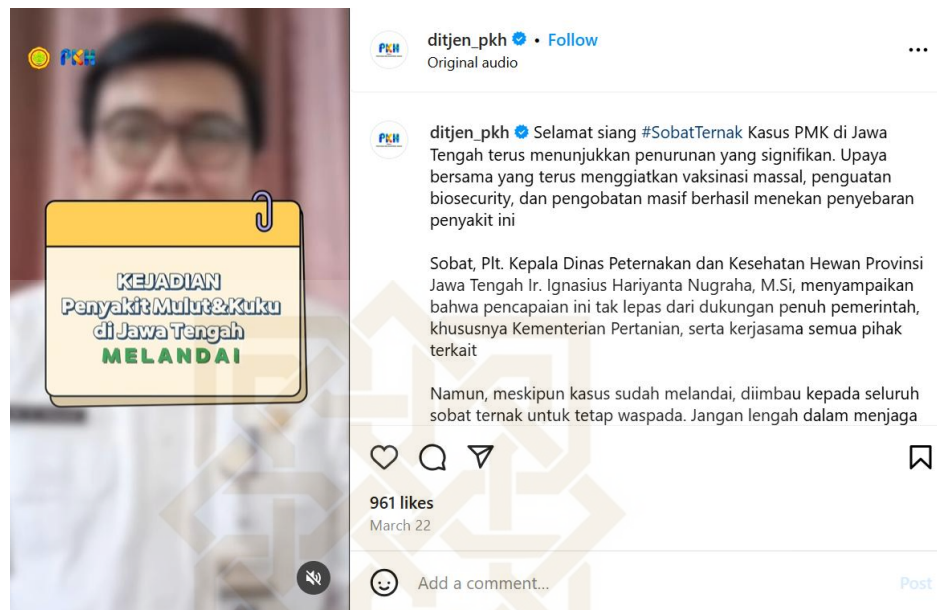 PKH
KEJADIAN
Penyakit Mulut&Kuku
di Jawa Tengah
MELANDAI
PKH
ditjen_pkh • Follow
Original audio
PKH
ditjen_pkh Selamat siang #SobatTernak Kasus PMK di Jawa
Tengah terus menunjukkan penurunan yang signifikan. Upaya
bersama yang terus menggiatkan vaksinasi massal, penguatan
biosecurity, dan pengobatan masif berhasil menekan penyebaran
penyakit ini
Sobat, Plt. Kepala Dinas Peternakan dan Kesehatan Hewan Provinsi
Jawa Tengah Ir. Ignasius Hariyanta Nugraha, M.Si, menyampaikan
bahwa pencapaian ini tak lepas dari dukungan penuh pemerintah,
khususnya Kementerian Pertanian, serta kerjasama semua pihak
terkait
Namun, meskipun kasus sudah melandai, diimbau kepada seluruh
sobat ternak untuk tetap waspada. Jangan lengah dalam menjaga
961 likes
March 22
Add a comment...
Post